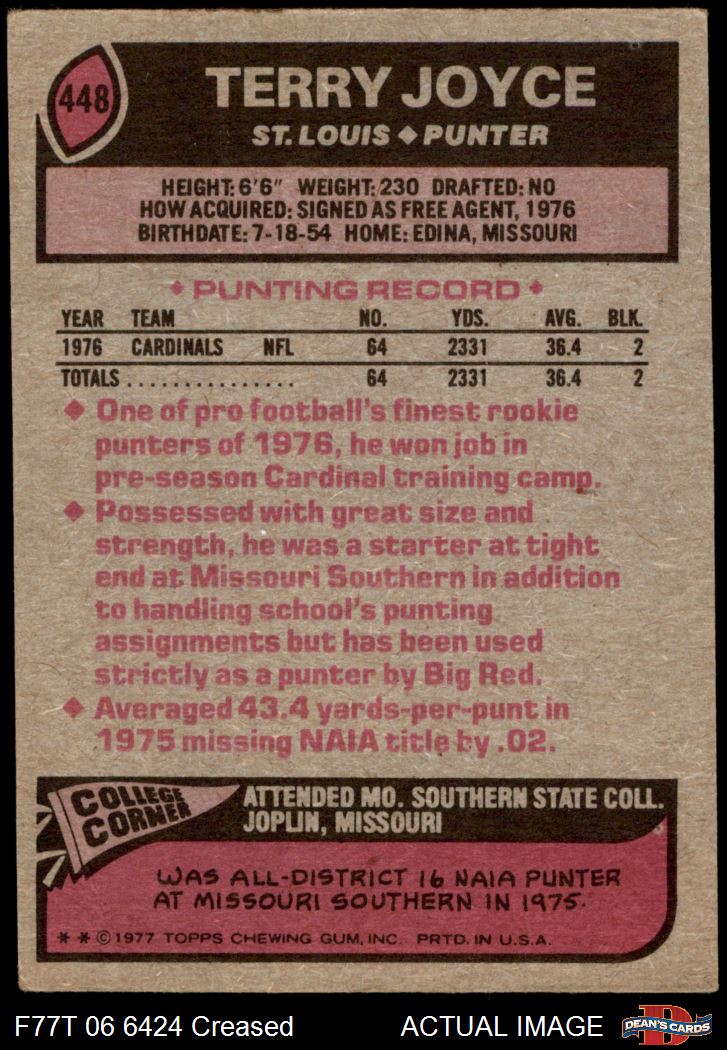 448
TERRY JOYCE
ST. LOUIS ◆ PUNTER
HEIGHT: 6'6" WEIGHT: 230 DRAFTED: NO
HOW ACQUIRED: SIGNED AS FREE AGENT, 1976
BIRTHDATE: 7-18-54 HOME: EDINA, MISSOURI
◆ PUNTING RECORD ◆
YEAR TEAM NO. YDS. AVG. BLK.
1976 CARDINALS NFL 64 2331 36.4 2
TOTALS ............... 64 2331 36.4 2
◆ One of pro football's finest rookie
punters of 1976, he won job in
pre-season Cardinal training camp.
◆ Possessed with great size and
strength, he was a starter at tight
end at Missouri Southern in addition
to handling school's punting
assignments but has been used
strictly as a punter by Big Red.
◆ Averaged 43.4 yards-per-punt in
1975 missing NAIA title by .02.
COLLEGE
CORNER
ATTENDED MO. SOUTHERN STATE COLL.
JOPLIN, MISSOURI
WAS ALL-DISTRICT 16 NAIA PUNTER
AT MISSOURI SOUTHERN IN 1975.
* * © 1977 TOPPS CHEWING GUM, INC. PRTD. IN U.S.A.
F77T 06 6424 Creased ACTUAL IMAGE
D
DEAN'S CARDS